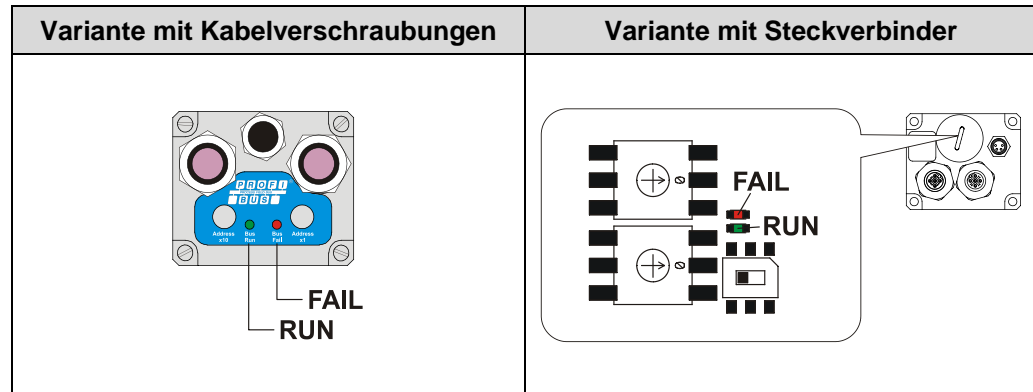 Variante mit Kabelverschraubungen
Variante mit Steckverbinder
PROFI
BUS
Address
x10
Bus
Run
Bus
Fail
Address
x1
FAIL
RUN
FAIL
RUN